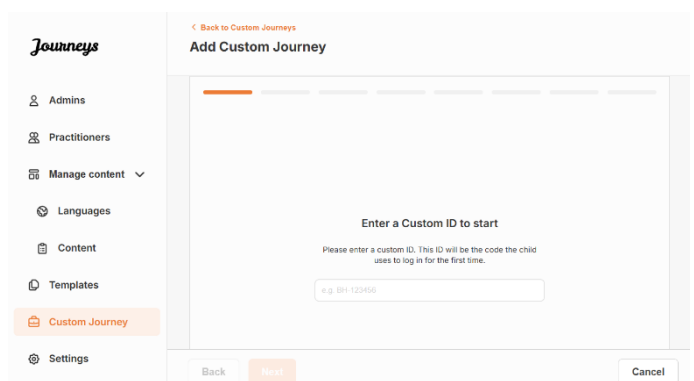 Journeys
Admins
Practitioners
Manage content
Languages
Content
Templates
Custom Journey
Settings
Back to Custom Journeys
Add Custom Journey
Enter a Custom ID to start
Please enter a custom ID. This ID will be the code the child
uses to log in for the first time.
e.g. BH 123456
Back
Next
Cancel